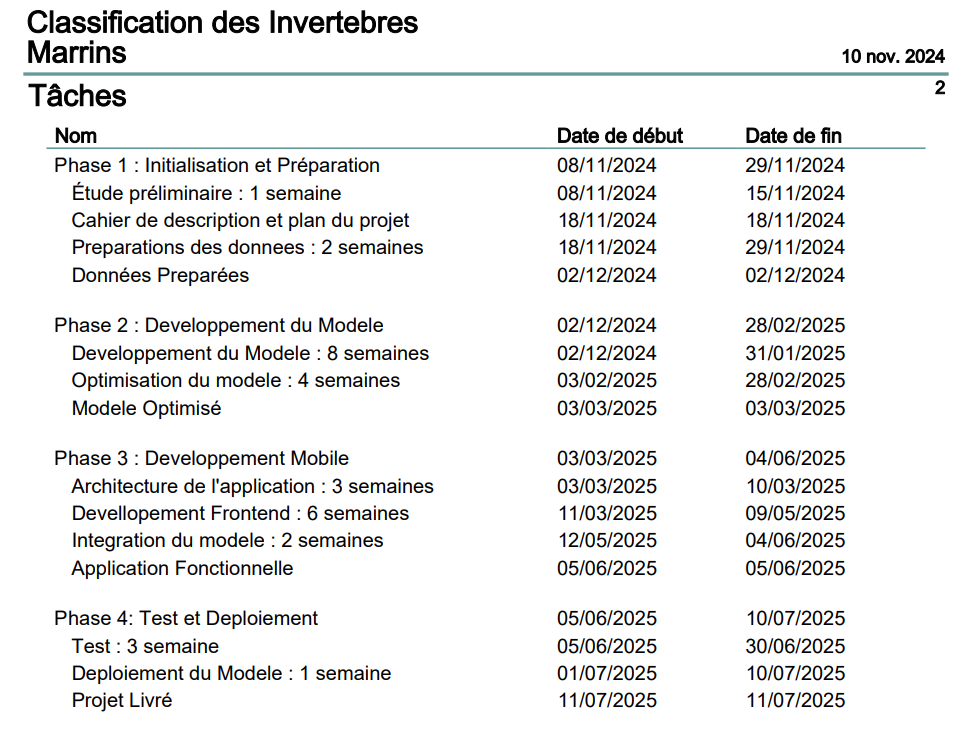 Classification des Invertebres
Marrins
10 nov. 2024
Tâches
2
Nom Date de début Date de fin
Phase 1 : Initialisation et Préparation 08/11/2024 29/11/2024
Étude préliminaire : 1 semaine 08/11/2024 15/11/2024
Cahier de description et plan du projet 18/11/2024 18/11/2024
Preparations des donnees : 2 semaines 18/11/2024 29/11/2024
Données Preparées 02/12/2024 02/12/2024
Phase 2 : Developpement du Modele 02/12/2024 28/02/2025
Developpement du Modele : 8 semaines 02/12/2024 31/01/2025
Optimisation du modele : 4 semaines 03/02/2025 28/02/2025
Modele Optimisé 03/03/2025 03/03/2025
Phase 3 : Developpement Mobile 03/03/2025 04/06/2025
Architecture de l'application : 3 semaines 03/03/2025 10/03/2025
Devellopement Frontend : 6 semaines 11/03/2025 09/05/2025
Integration du modele : 2 semaines 12/05/2025 04/06/2025
Application Fonctionnelle 05/06/2025 05/06/2025
Phase 4: Test et Deploiement 05/06/2025 10/07/2025
Test : 3 semaine 05/06/2025 30/06/2025
Deploiement du Modele : 1 semaine 01/07/2025 10/07/2025
Projet Livré 11/07/2025 11/07/2025